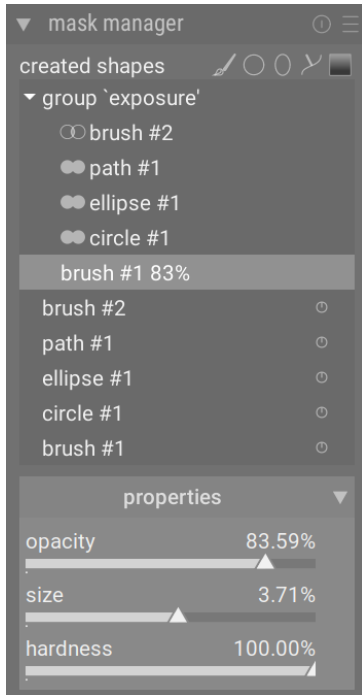 mask manager
created shapes
group `exposure'
brush #2
path #1
ellipse #1
circle #1
brush #1 83%
brush #2
path #1
ellipse #1
circle #1
brush #1
properties
opacity 83.59%
size 3.71%
hardness 100.00%